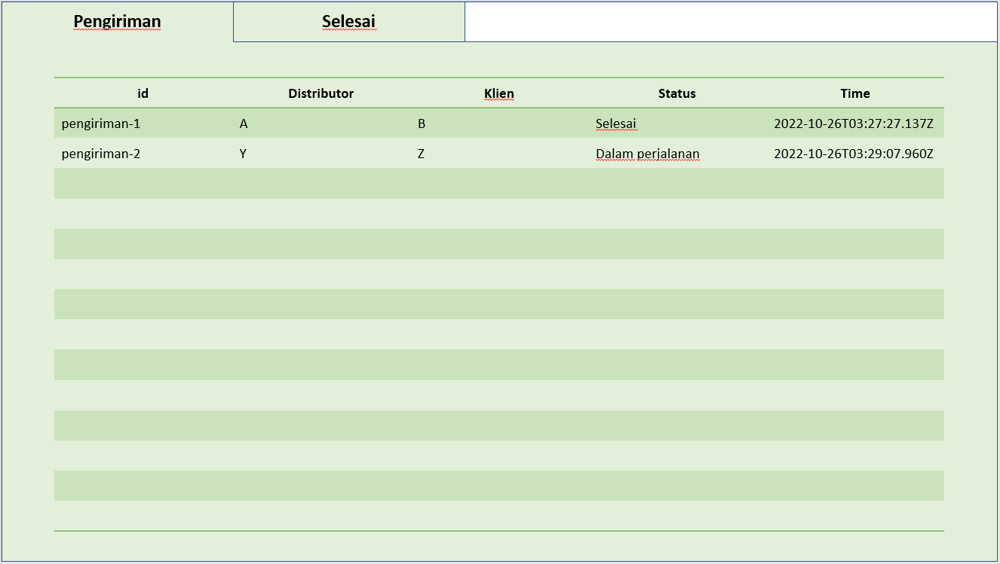 Pengiriman Selesai
id Distributor Klien Status Time
pengiriman-1 A B Selesai 2022-10-26T03:27:27.137Z
pengiriman-2 Y Z Dalam perjalanan 2022-10-26T03:29:07.960Z